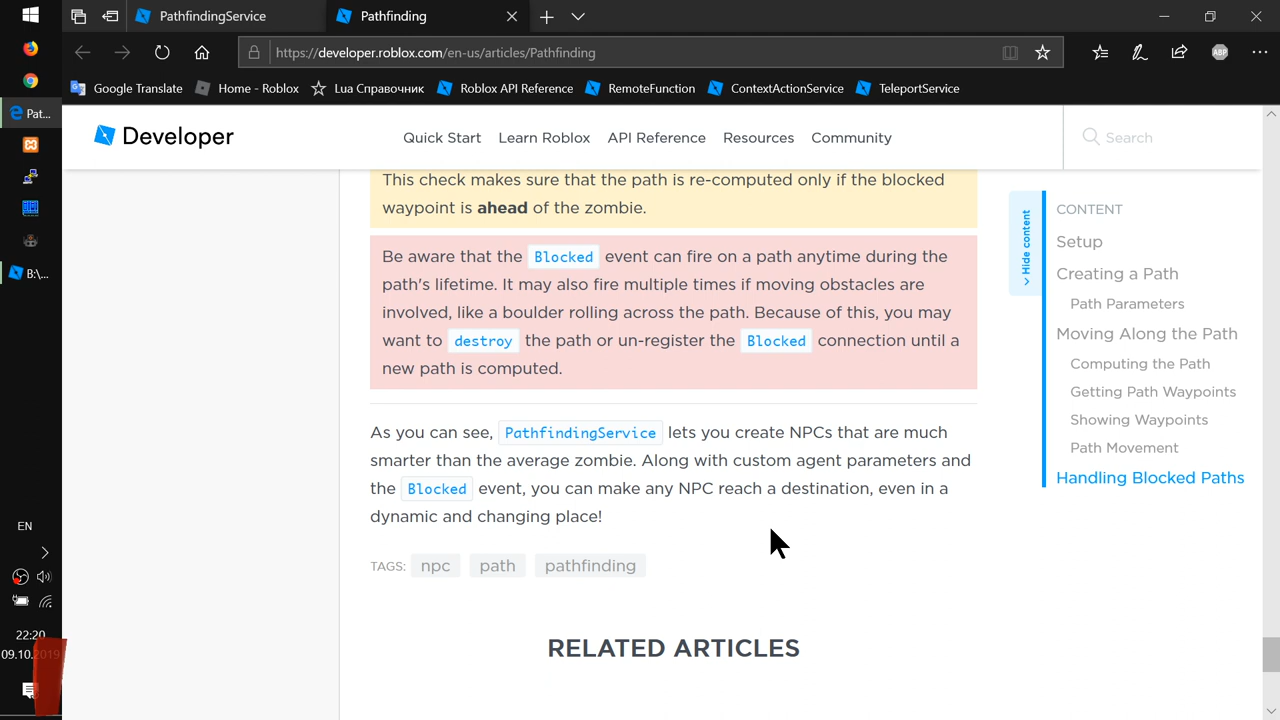 PathfindingService
Pathfinding
https://developer.roblox.com/en-us/articles/Pathfinding
ABP
Google Translate
Home - Roblox
Lua Справочник
Roblox API Reference
RemoteFunction
ContextActionService
TeleportService
Pat...
B:\...
EN
22:20
09.10.2019
Developer
Quick Start
Learn Roblox
API Reference
Resources
Community
Search
This check makes sure that the path is re-computed only if the blocked
waypoint is ahead of the zombie.
Be aware that the Blocked event can fire on a path anytime during the
path's lifetime. It may also fire multiple times if moving obstacles are
involved, like a boulder rolling across the path. Because of this, you may
want to destroy the path or un-register the Blocked connection until a
new path is computed.
As you can see, PathfindingService lets you create NPCs that are much
smarter than the average zombie. Along with custom agent parameters and
the Blocked event, you can make any NPC reach a destination, even in a
dynamic and changing place!
TAGS: npc path pathfinding
RELATED ARTICLES
Hide content
CONTENT
Setup
Creating a Path
Path Parameters
Moving Along the Path
Computing the Path
Getting Path Waypoints
Showing Waypoints
Path Movement
Handling Blocked Paths